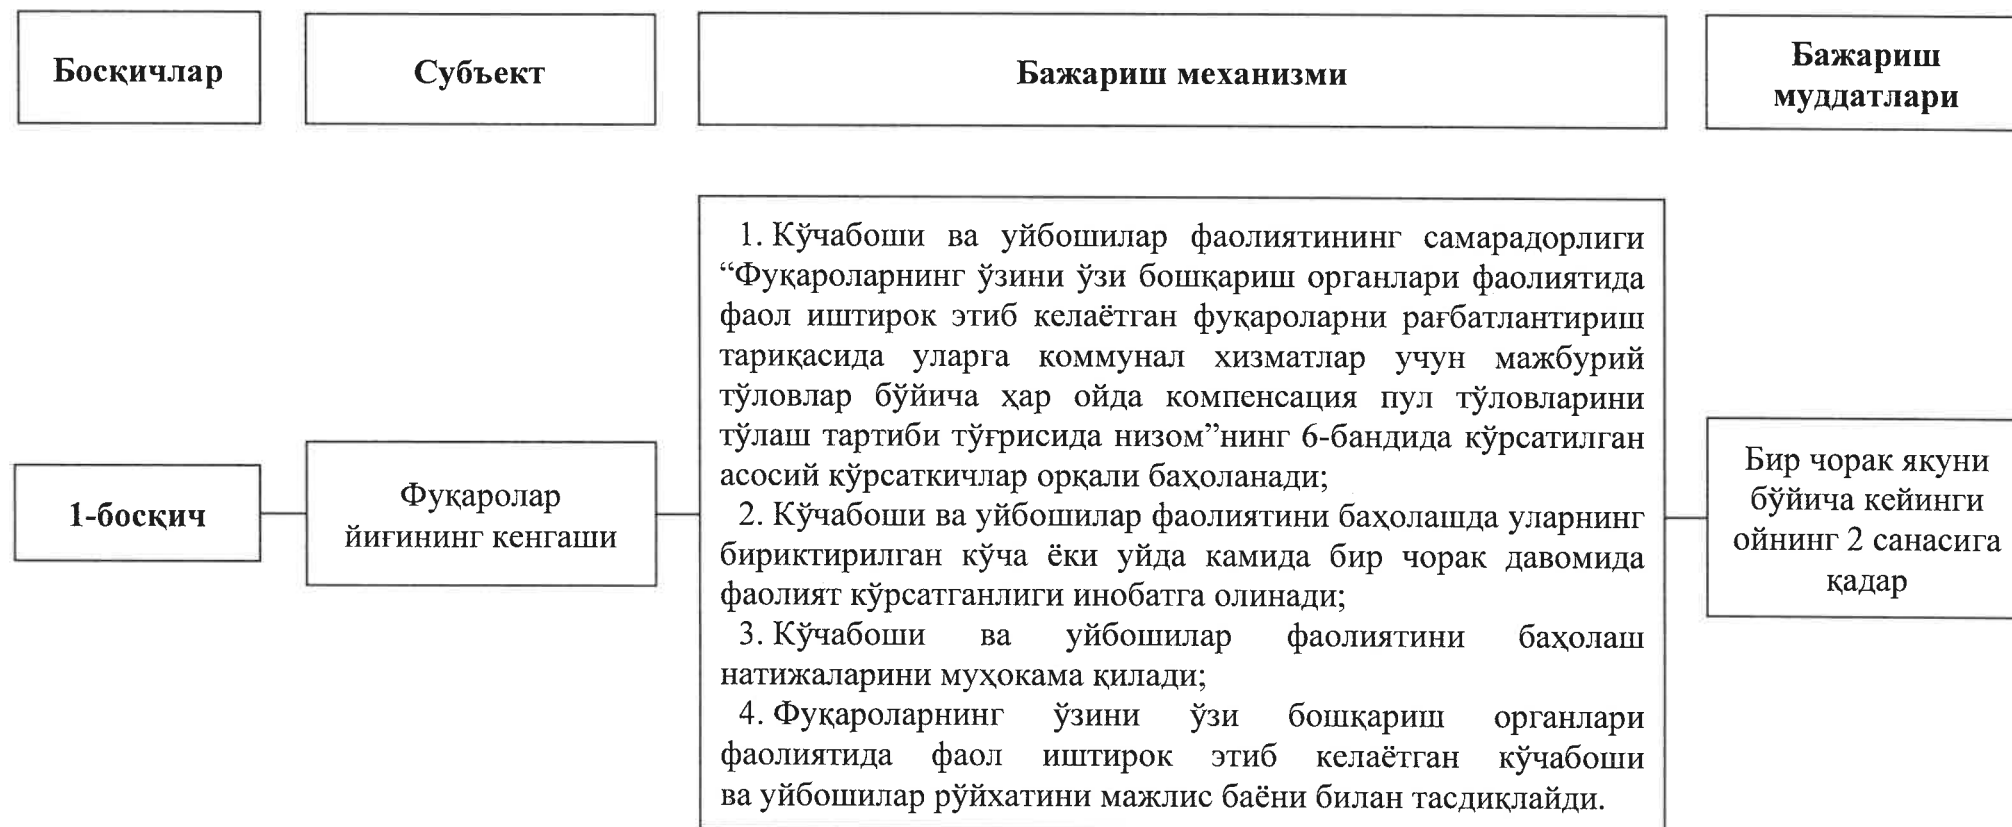 Босқичлар
Субъект
Бажариш механизми
Бажариш
муддатлари
1-босқич
Фуқаролар
йиғининг кенгаши
1. Кўчабоши ва уйбошилар фаолиятининг самарадорлиги
“Фуқароларнинг ўзини ўзи бошқариш органлари фаолиятида
фаол иштирок этиб келаётган фуқароларни рағбатлантириш
тариқасида уларга коммунал хизматлар учун мажбурий
тўловлар бўйича ҳар ойда компенсация пул тўловларини
тўлаш тартиби тўғрисида низом”нинг 6-бандида кўрсатилган
асосий кўрсаткичлар орқали баҳоланади;
2. Кўчабоши ва уйбошилар фаолиятини баҳолашда уларнинг
бириктирилган кўча ёки уйда камида бир чорак давомида
фаолият кўрсатганлиги инобатга олинади;
3. Кўчабоши ва уйбошилар фаолиятини баҳолаш
натижаларини муҳокама қилади;
4. Фуқароларнинг ўзини ўзи бошқариш органлари
фаолиятида фаол иштирок этиб келаётган кўчабоши
ва уйбошилар рўйхатини мажлис баёни билан тасдиқлайди.
Бир чорак якуни
бўйича кейинги
ойнинг 2 санасига
қадар